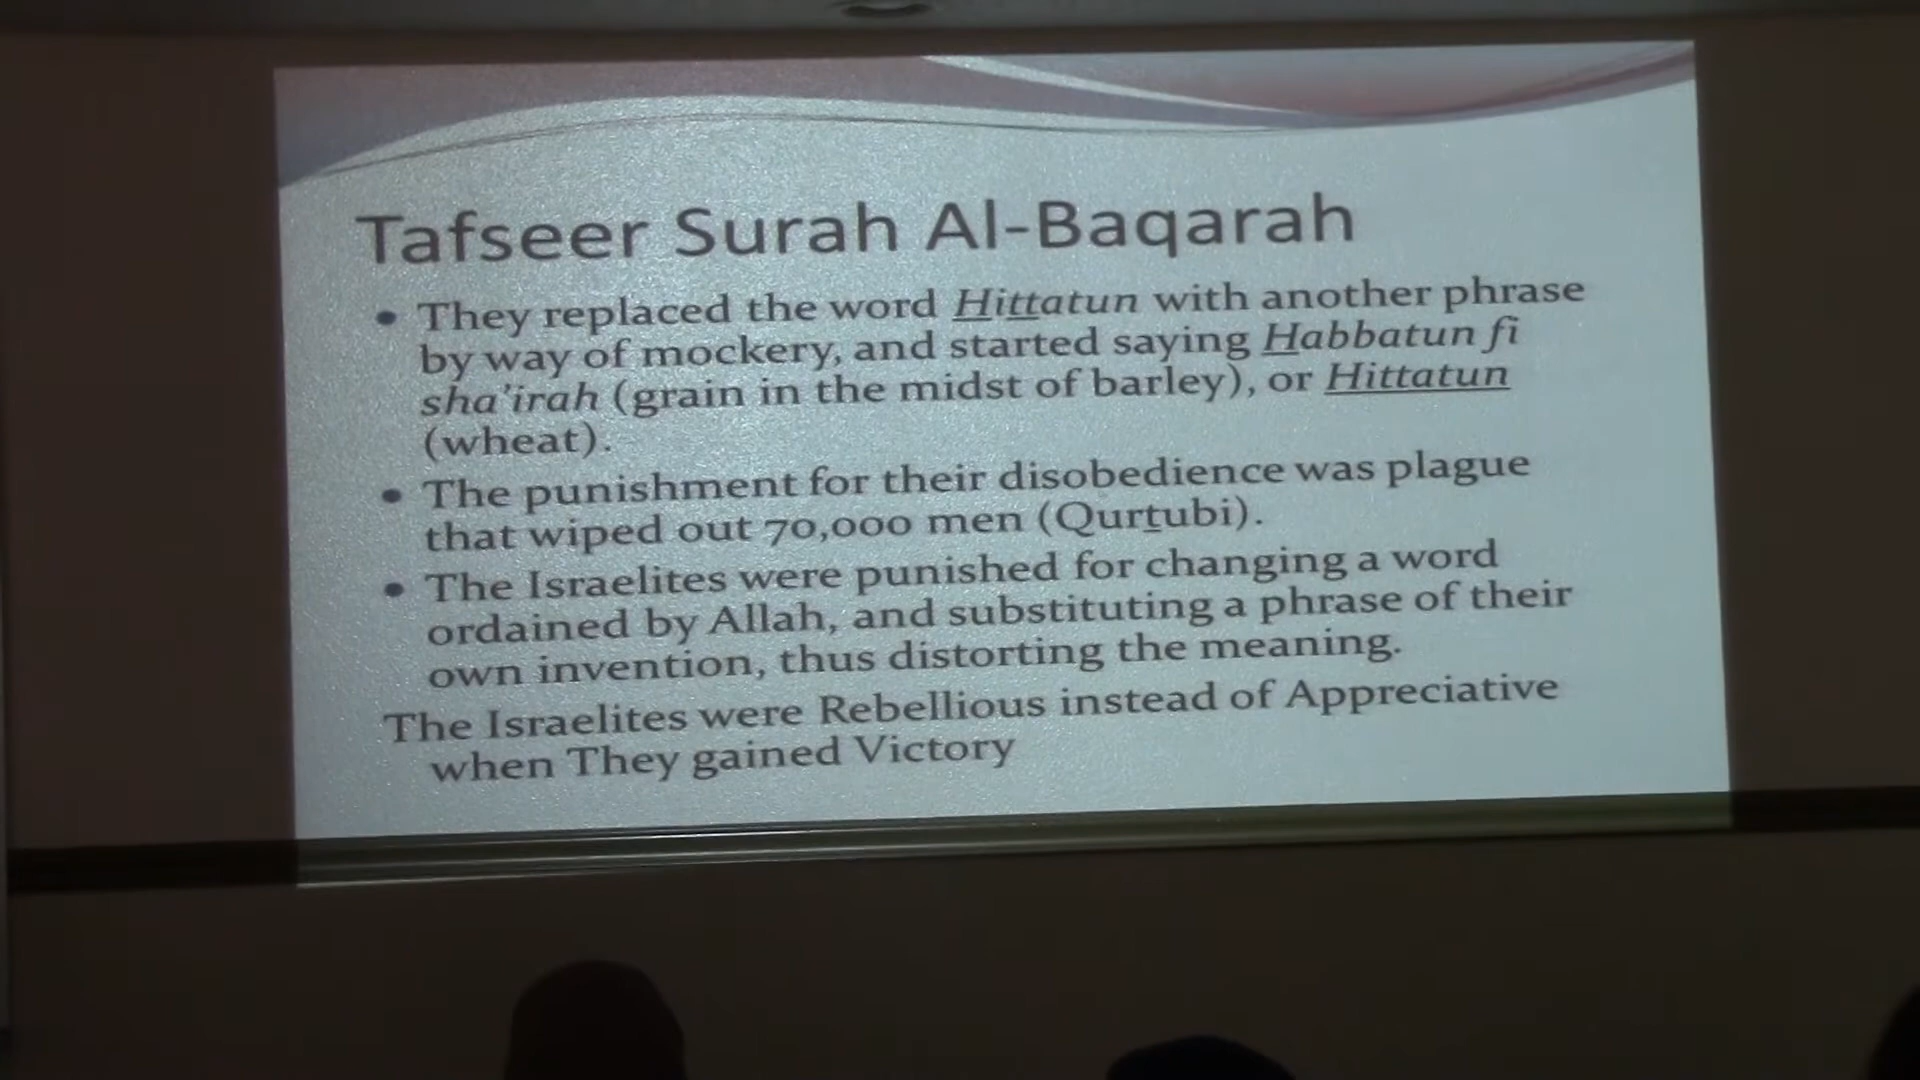 Tafseer Surah Al-Baqarah
• They replaced the word Hittatun with another phrase
by way of mockery, and started saying Habbatun fi
sha'irah (grain in the midst of barley), or Hittatun
(wheat).
• The punishment for their disobedience was plague
that wiped out 70,000 men (Qurtubi).
• The Israelites were punished for changing a word
ordained by Allah, and substituting a phrase of their
own invention, thus distorting the meaning.
The Israelites were Rebellious instead of Appreciative
when They gained Victory